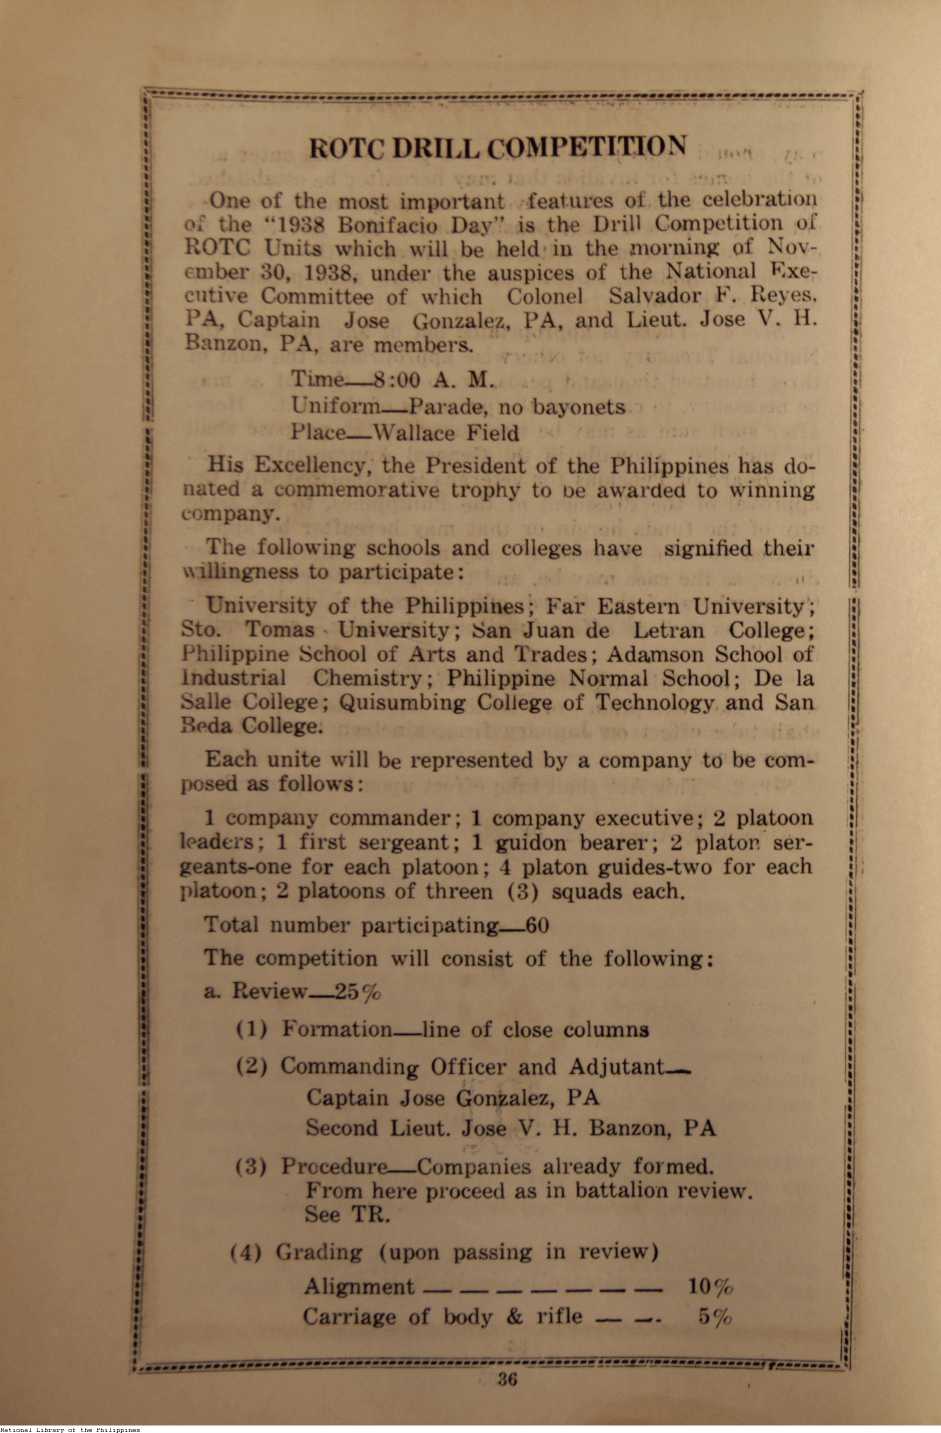 ROTC DRILL COMPETITION
One of the most important features of the celebration
of the "1938 Bonifacio Day" is the Drill Competition of
ROTC Units which will be held in the morning of Nov-
ember 30, 1938, under the auspices of the National Exe-
cutive Committee of which Colonel Salvador F. Reyes,
PA, Captain Jose Gonzalez, PA, and Lieut. Jose V. H.
Banzon, PA, are members.
Time—8:00 A. M.
Uniform—Parade, no bayonets
Place—Wallace Field
His Excellency, the President of the Philippines has do-
nated a commemorative trophy to be awarded to winning
company.
The following schools and colleges have signified their
willingness to participate:
University of the Philippines; Far Eastern University;
Sto. Tomas University; San Juan de Letran College;
Philippine School of Arts and Trades; Adamson School of
Industrial Chemistry; Philippine Normal School; De la
Salle College; Quisumbing College of Technology and San
Beda College.
Each unite will be represented by a company to be com-
posed as follows:
1 company commander; 1 company executive; 2 platoon
leaders; 1 first sergeant; 1 guidon bearer; 2 platon ser-
geants-one for each platoon; 4 platon guides-two for each
platoon; 2 platoons of threen (3) squads each.
Total number participating—60
The competition will consist of the following:
a. Review—25%
(1) Formation—line of close columns
(2) Commanding Officer and Adjutant—
Captain Jose Gonzalez, PA
Second Lieut. Jose V. H. Banzon, PA
(3) Procedure—Companies already formed.
From here proceed as in battalion review.
See TR.
(4) Grading (upon passing in review)
Alignment — — — — — — — 10%
Carriage of body & rifle — —. 5%
36
National Library of the Philippines